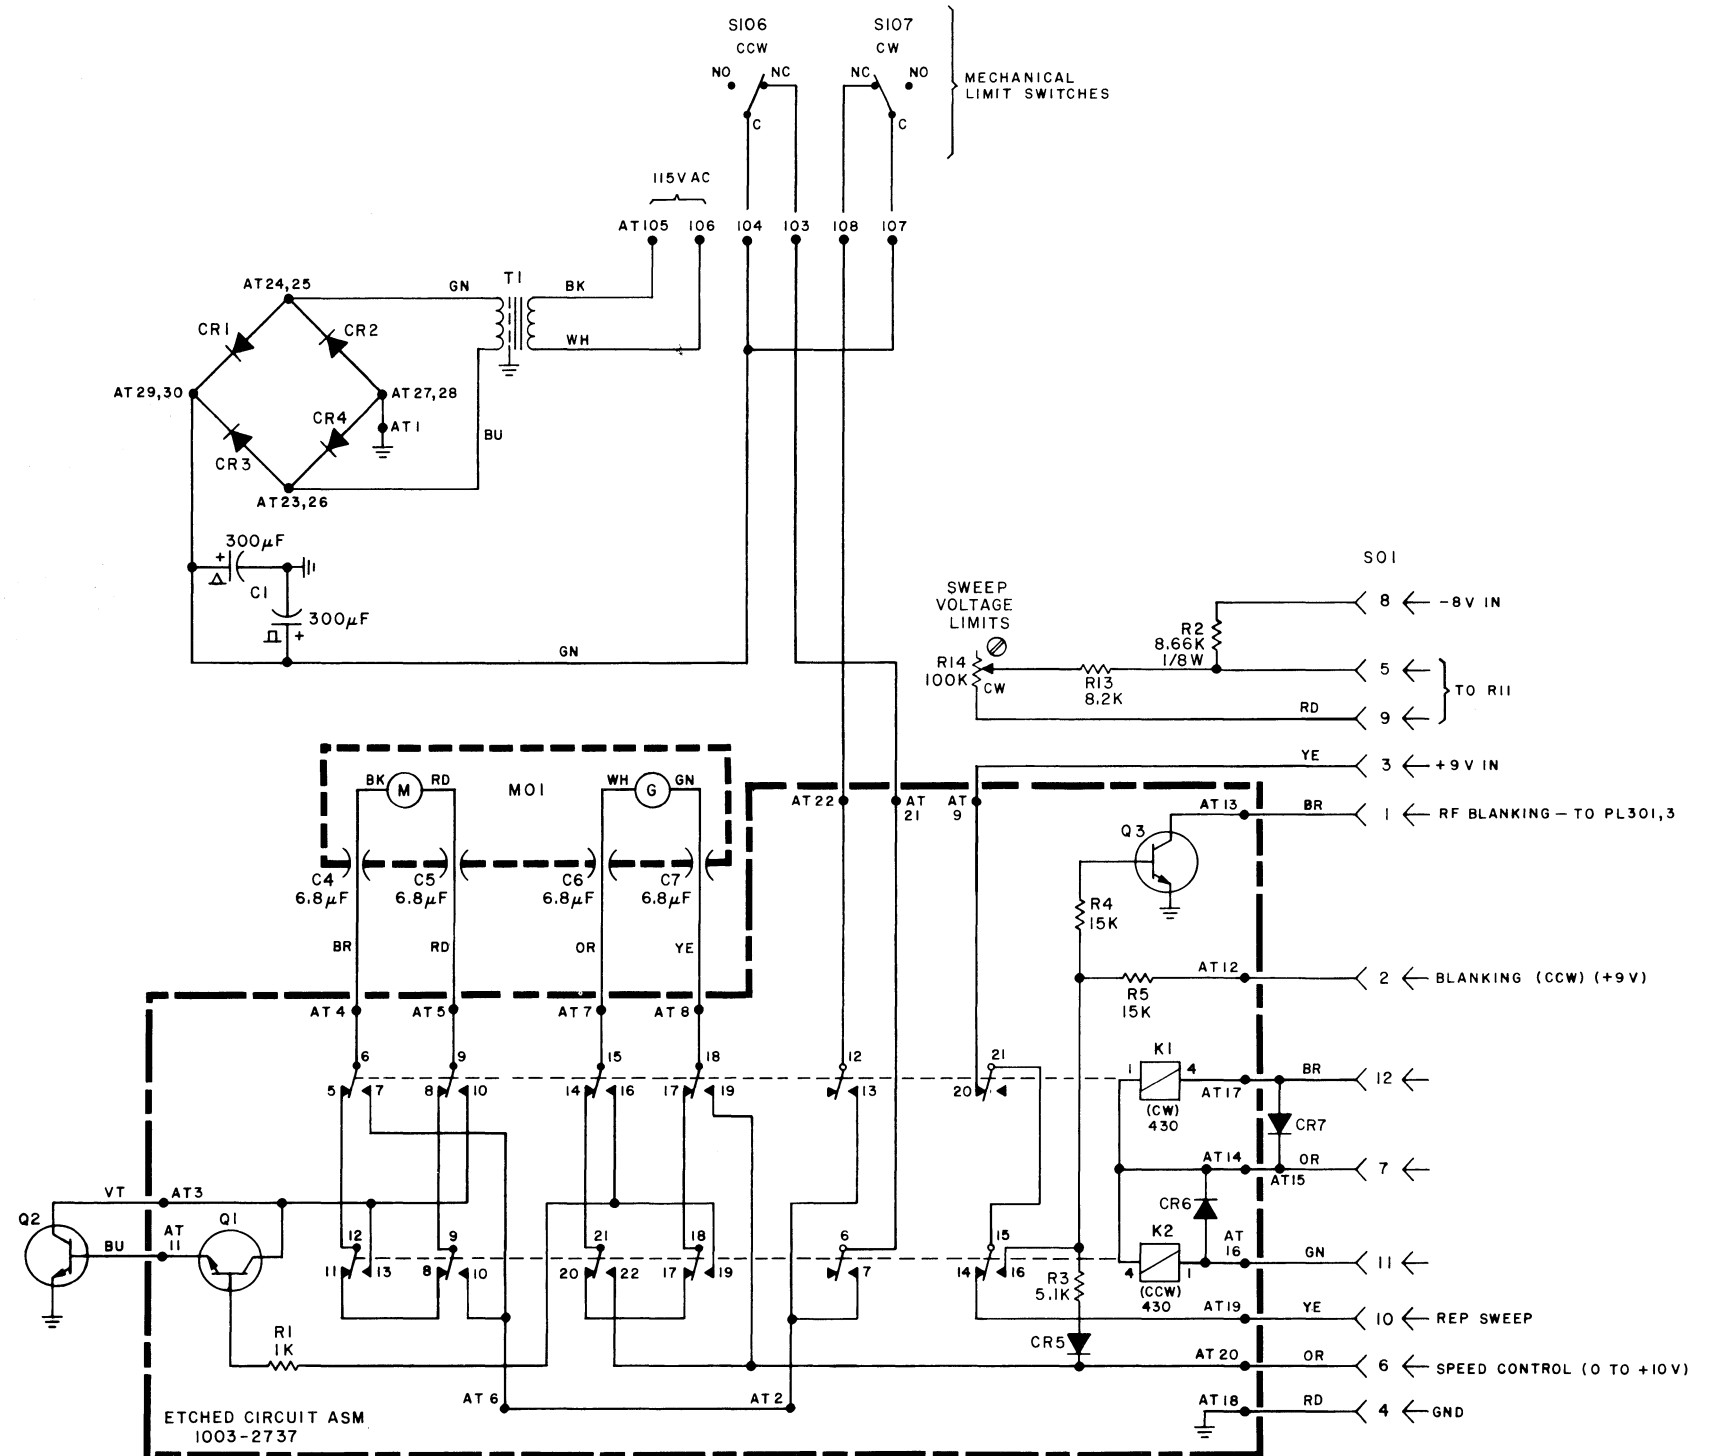 S106
CCW
S107
CW
NO
NC
NC
NO
C
C
MECHANICAL
LIMIT SWITCHES
115V AC
AT105
106
104
103
108
107
AT24,25
GN
T1
BK
CR1
CR2
WH
AT29,30
AT27,28
CR4
AT1
BU
CR3
AT23,26
300µF
+
C1
300µF
+
GN
SO1
SWEEP
VOLTAGE
LIMITS
R14
100K
CW
R13
8.2K
R2
8.66K
1/8W
8
-8V IN
5
TO R11
RD
9
YE
3
+9V IN
BK
M
RD
MO1
WH
G
GN
AT22
AT
21
AT
9
AT13
BR
1
RF BLANKING – TO PL301,3
Q3
C4
6.8µF
C5
6.8µF
C6
6.8µF
C7
6.8µF
R4
15K
BR
RD
OR
YE
AT12
2
BLANKING (CCW) (+9V)
R5
15K
AT4
AT5
AT7
AT8
6
9
15
18
12
21
5
7
8
10
14
16
17
19
13
20
K1
1
4
(CW)
430
AT17
BR
12
CR7
AT14
OR
7
AT15
CR6
VT
AT3
Q2
BU
AT
11
Q1
12
9
21
18
6
15
11
13
8
10
20
22
17
19
7
14
16
K2
4
1
(CCW)
430
AT
16
GN
11
R3
5.1K
AT19
YE
10
REP SWEEP
R1
1K
CR5
AT20
OR
6
SPEED CONTROL (0 TO +10V)
AT6
AT2
AT18
RD
4
GND
ETCHED CIRCUIT ASM
1003-2737